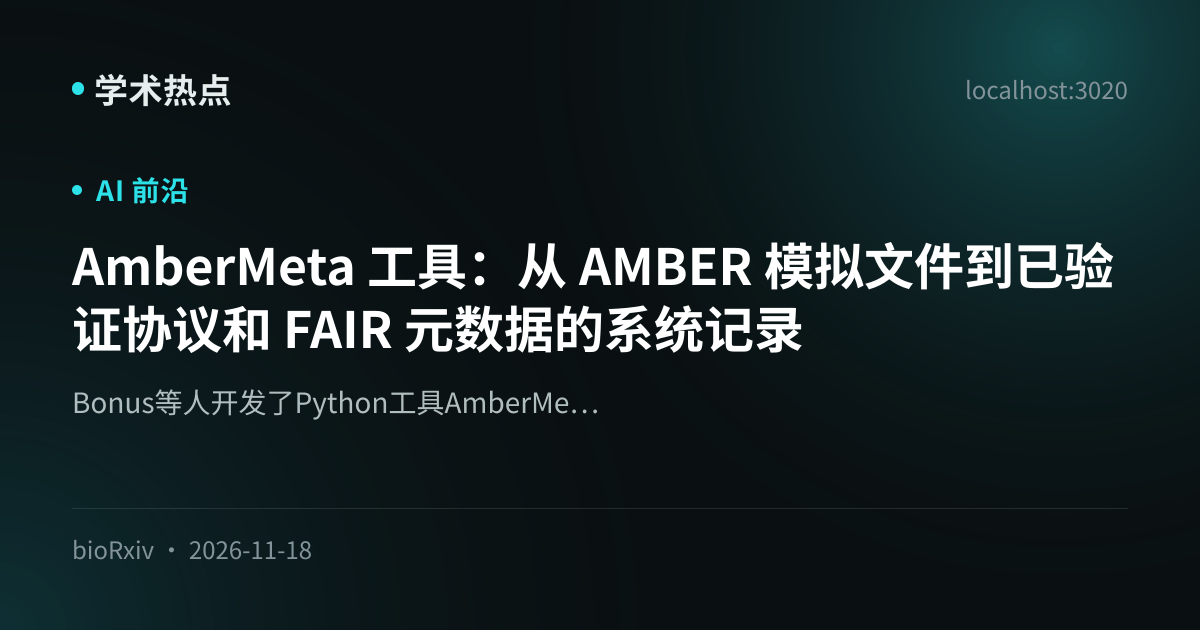 学术热点
localhost:3020
AI 前沿
AmberMeta 工具：从 AMBER 模拟文件到已验
证协议和 FAIR 元数据的系统记录
Bonus等人开发了Python工具AmberMe…
bioRxiv · 2026-11-18